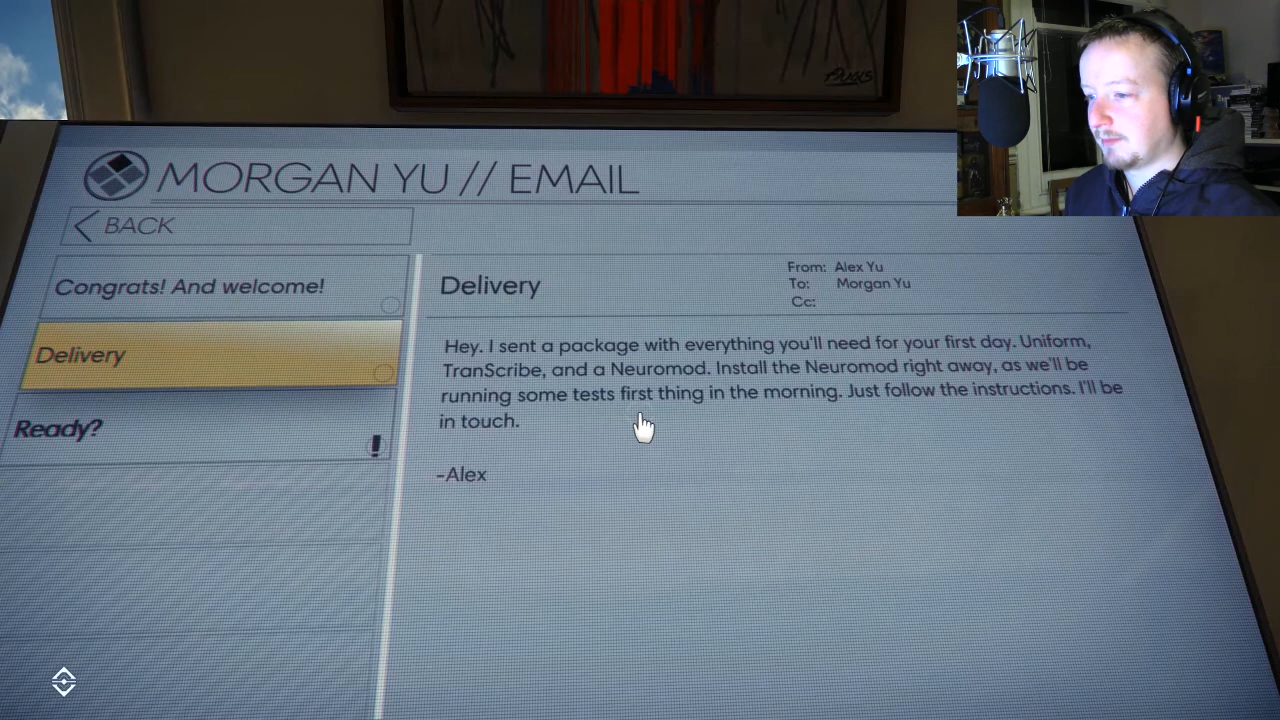 MORGAN YU // EMAIL
BACK
Congrats! And welcome!
Delivery
Ready?
!
Delivery
From: Alex Yu
To: Morgan Yu
Cc:
Hey. I sent a package with everything you'll need for your first day. Uniform,
TranScribe, and a Neuromod. Install the Neuromod right away, as we'll be
running some tests first thing in the morning. Just follow the instructions. I'll be
in touch.
-Alex